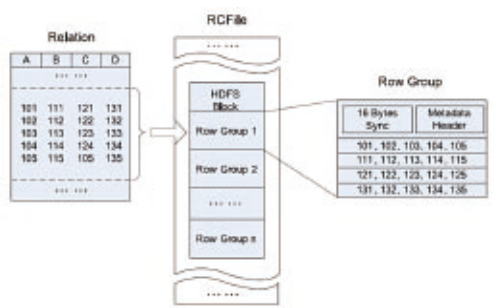 Relation
A B C D
... ...
101 111 121 131
102 112 122 132
103 113 123 133
104 114 124 134
105 115 105 135
... ...
RCFile
... ...
HDFS
Block
Row Group 1
Row Group 2
... ...
Row Group n
... ...
Row Group
16 Bytes
Sync
Metadata
Header
101, 102, 103, 104, 105
111, 112, 113, 114, 115
121, 122, 123, 124, 125
131, 132, 133, 134, 135